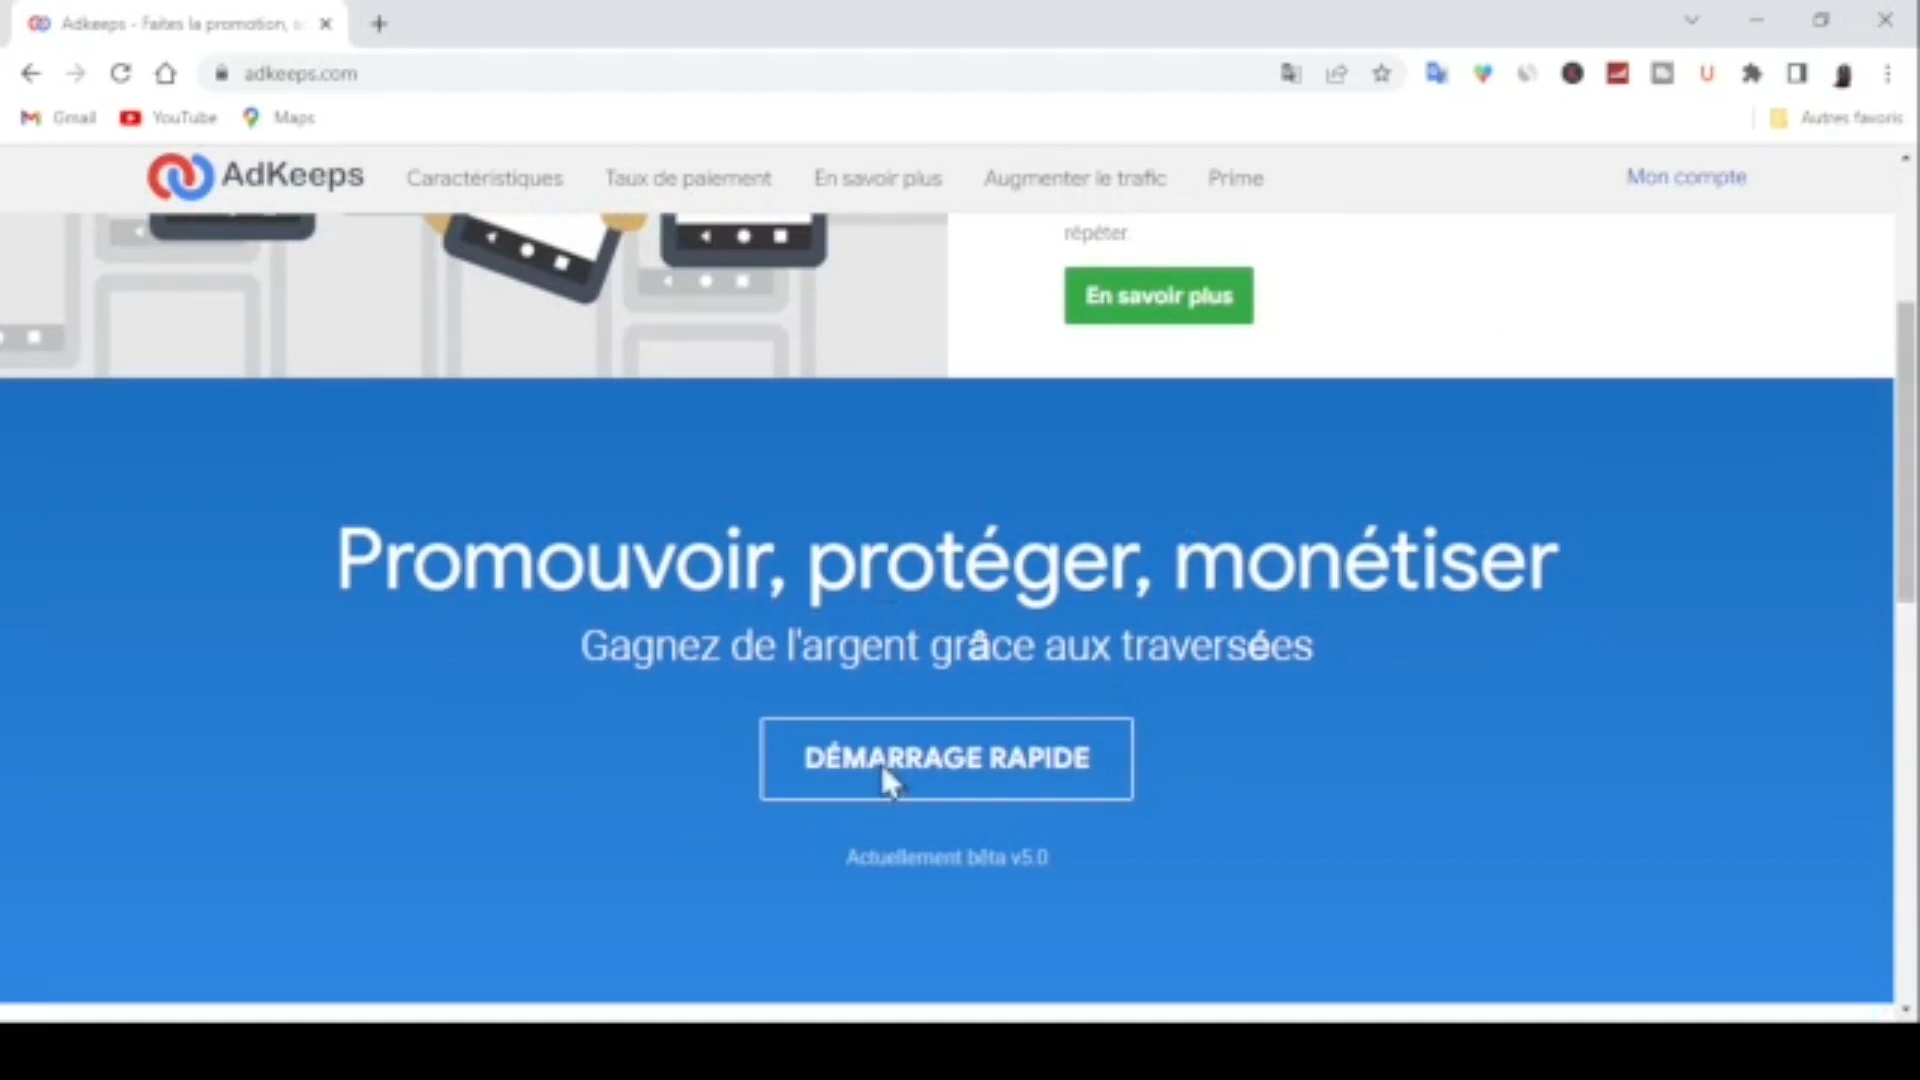 Adkeeps - Faites la promotion, s
adkeeps.com
Gmail YouTube Maps Autres favoris
AdKeeps Caractéristiques Taux de paiement En savoir plus Augmenter le trafic Prime Mon compte
répéter.
En savoir plus
Promouvoir, protéger, monétiser
Gagnez de l'argent grâce aux traversées
DÉMARRAGE RAPIDE
Actuellement bêta v5.0